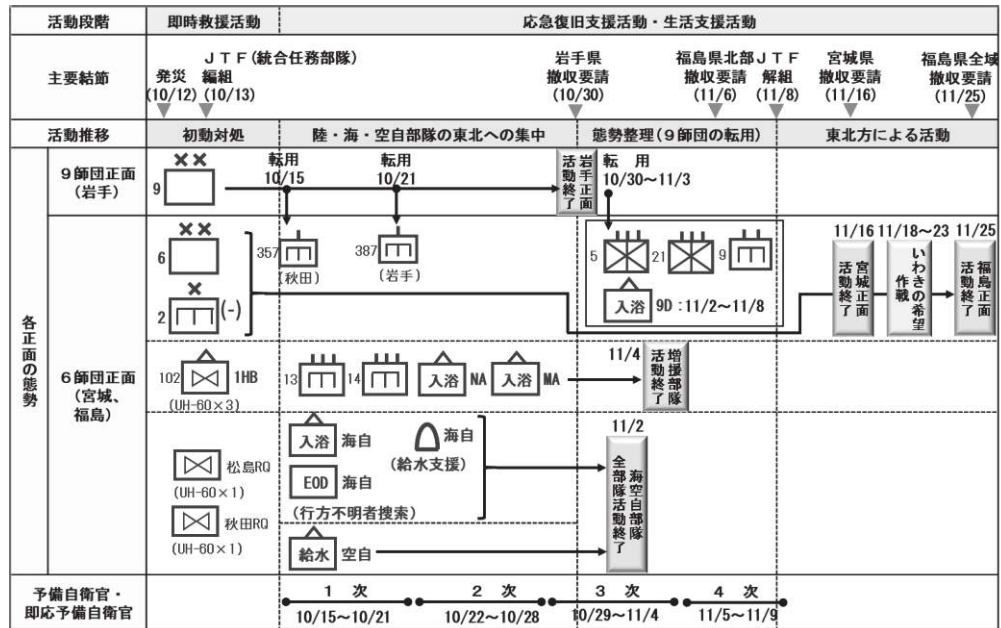 活動段階
即時救援活動
応急復旧支援活動・生活支援活動
主要結節
発災
(10/12)
JTF(統合任務部隊)
編組
(10/13)
岩手県
撤収要請
(10/30)
福島県北部
撤収要請
(11/6)
JTF
解組
(11/8)
宮城県
撤収要請
(11/16)
福島県全域
撤収要請
(11/25)
活動推移
初動対処
陸・海・空自部隊の東北への集中
態勢整理(9師団の転用)
東北方による活動
各正面の態勢
9師団正面
(岩手)
9
転用
10/15
転用
10/21
岩手正面
活動終了
転 用
10/30~11/3
6師団正面
(宮城、
福島)
6
2
(-)
357
(秋田)
387
(岩手)
5
21
9
入浴
9D:11/2~11/8
11/16
宮城正面
活動終了
11/18~23
いわきの希望
作戦
11/25
福島正面
活動終了
102
1HB
(UH-60×3)
13
14
入浴
NA
入浴
MA
11/4
増援部隊
活動終了
松島RQ
(UH-60×1)
秋田RQ
(UH-60×1)
入浴
海自
海自
(給水支援)
EOD
海自
(行方不明者捜索)
給水
空自
11/2
海空自部隊
全部隊活動終了
予備自衛官・
即応予備自衛官
1 次
10/15~10/21
2 次
10/22~10/28
3 次
10/29~11/4
4 次
11/5~11/9